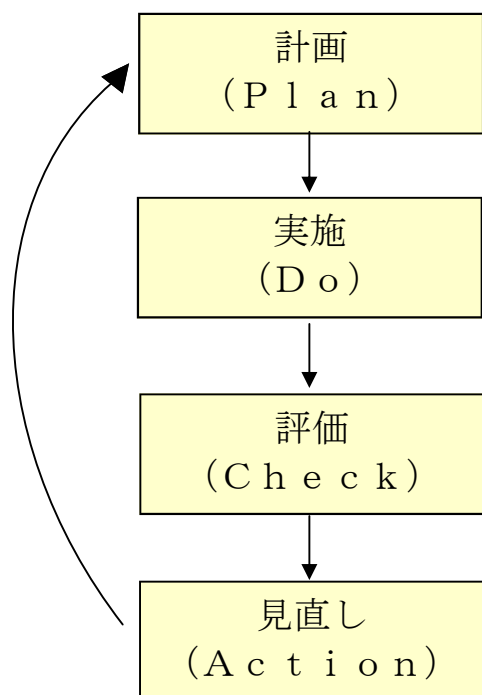 計画
（Ｐｌａｎ）
実施
（Ｄｏ）
評価
（Ｃｈｅｃｋ）
見直し
（Ａｃｔｉｏｎ）